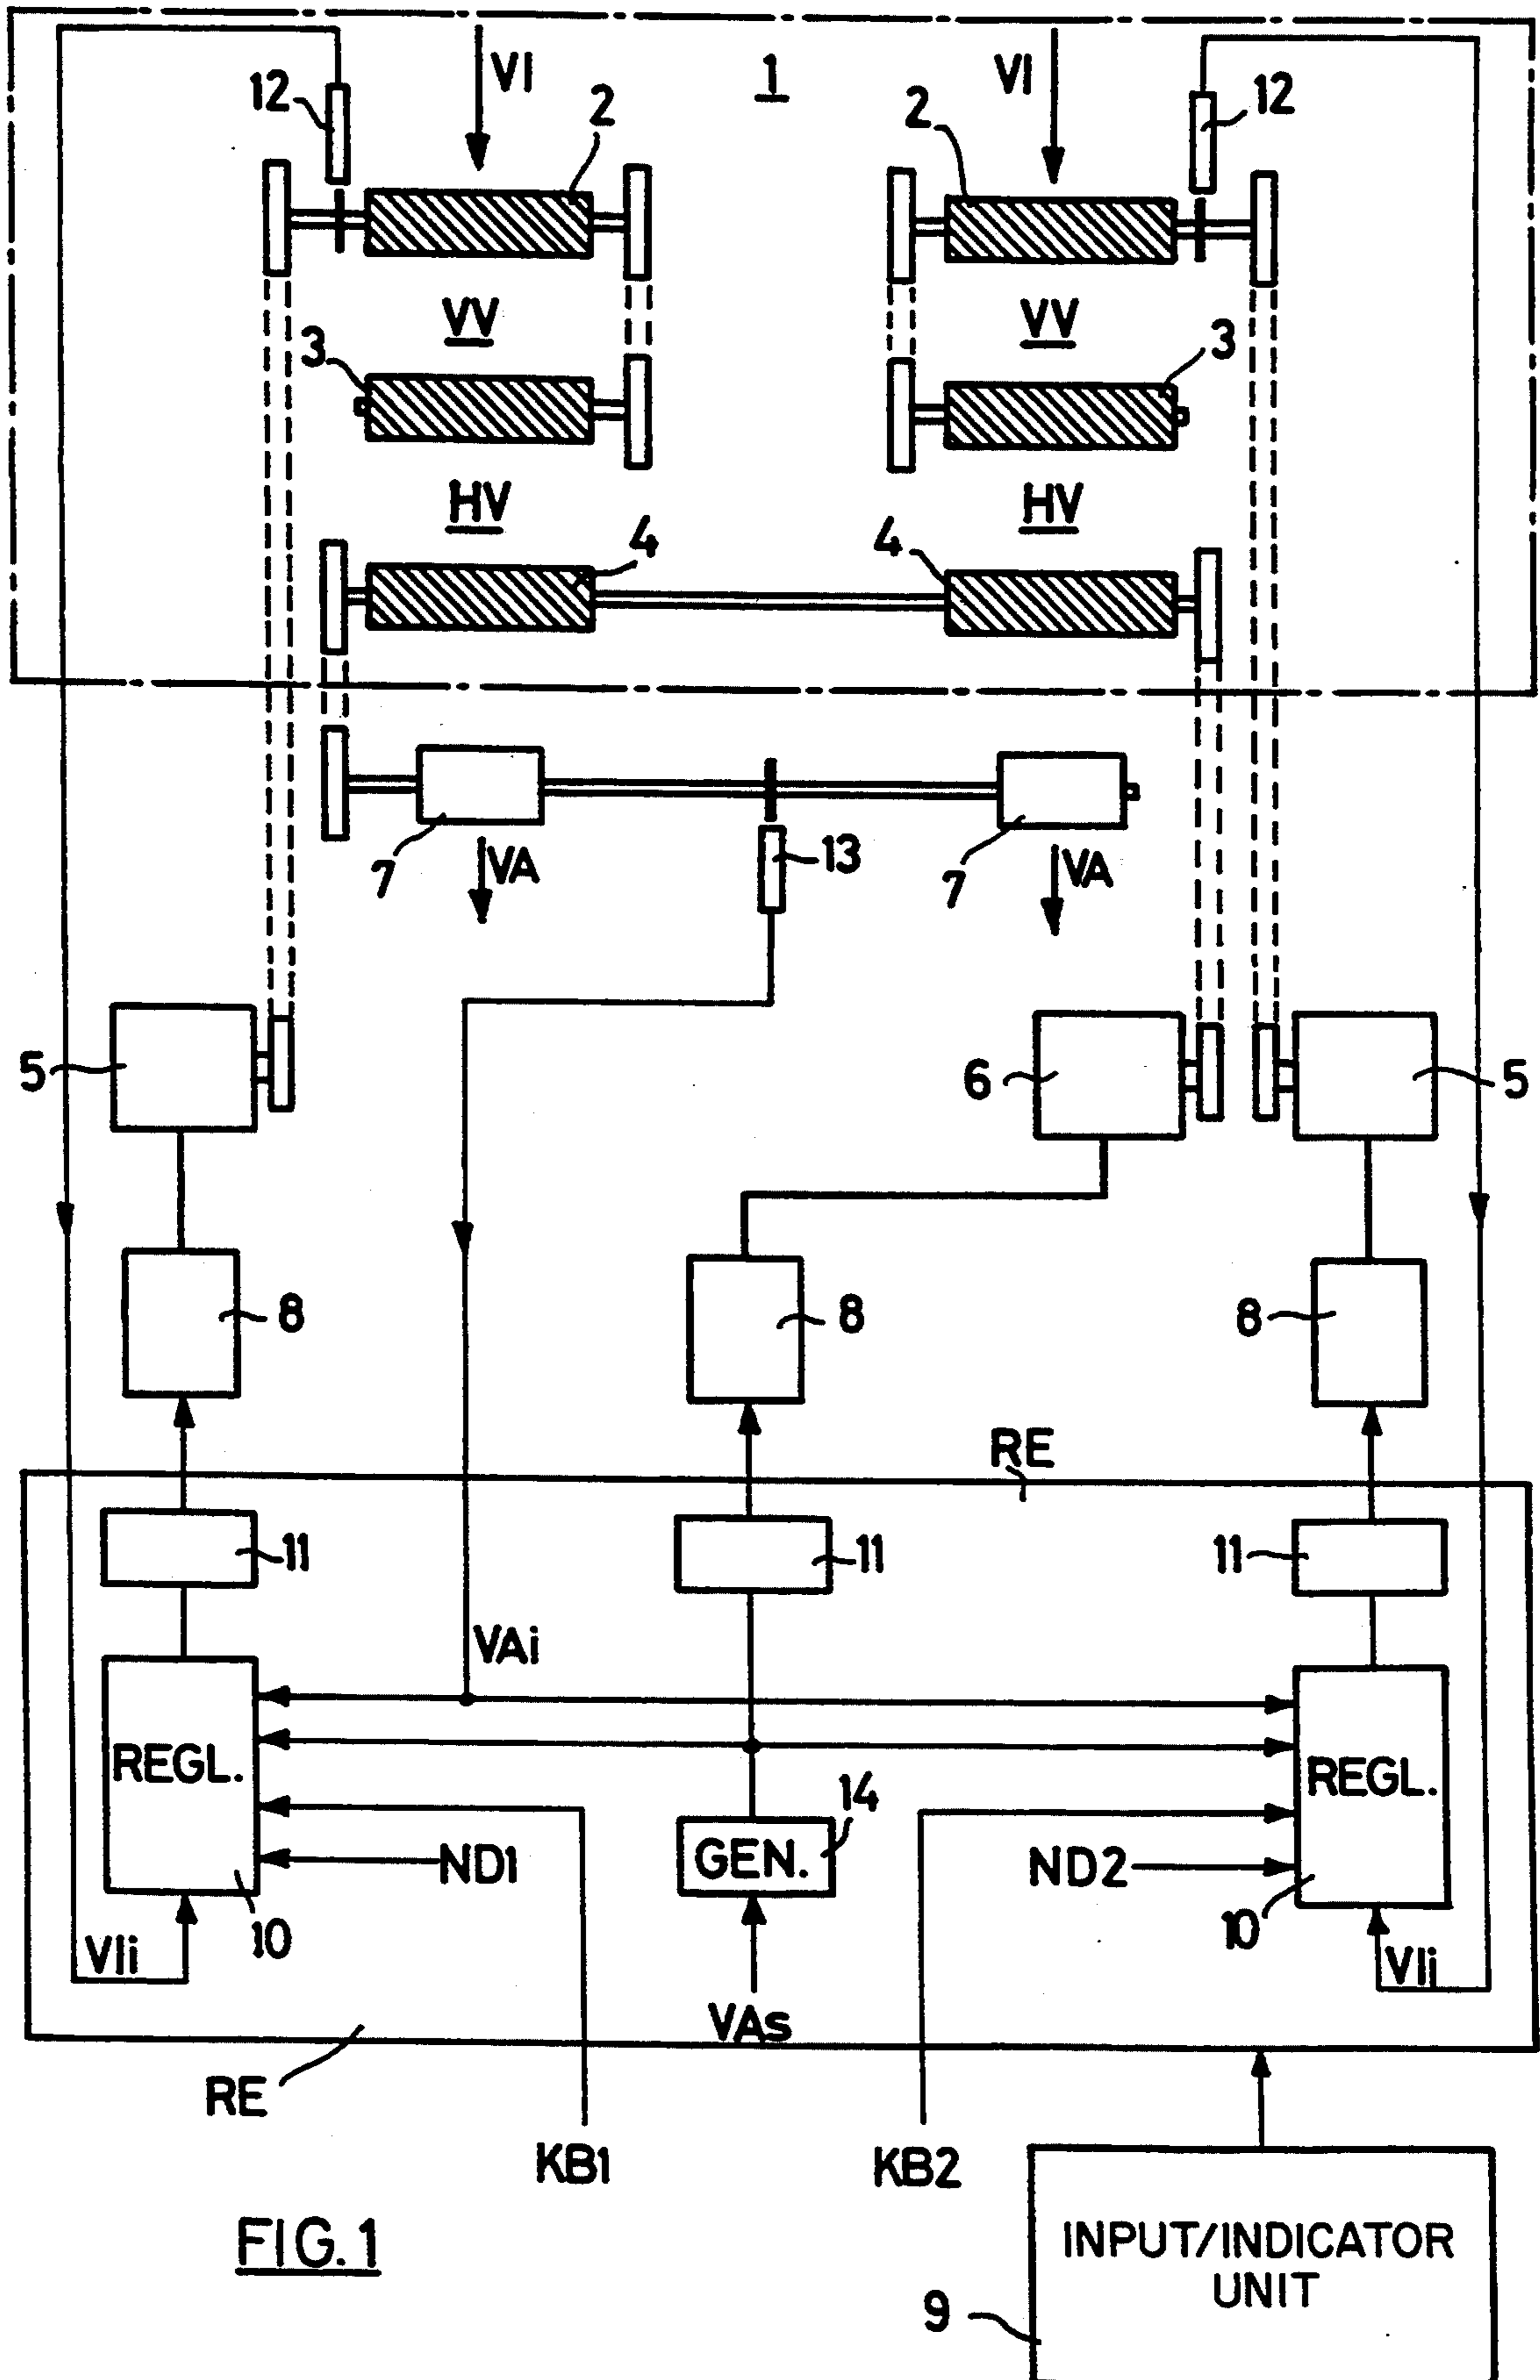 VI 1 VI
12 2 2 12
VV VV
3 3
HV HV
4 4
7 VA 13 7 VA
5 6 5
8 8 8
RE
11 11 11
VAi
REGL. REGL.
14
ND1 GEN. ND2
10 10
VIi VIi
VAs
RE
KB1 KB2
INPUT/INDICATOR
UNIT
FIG. 1
9